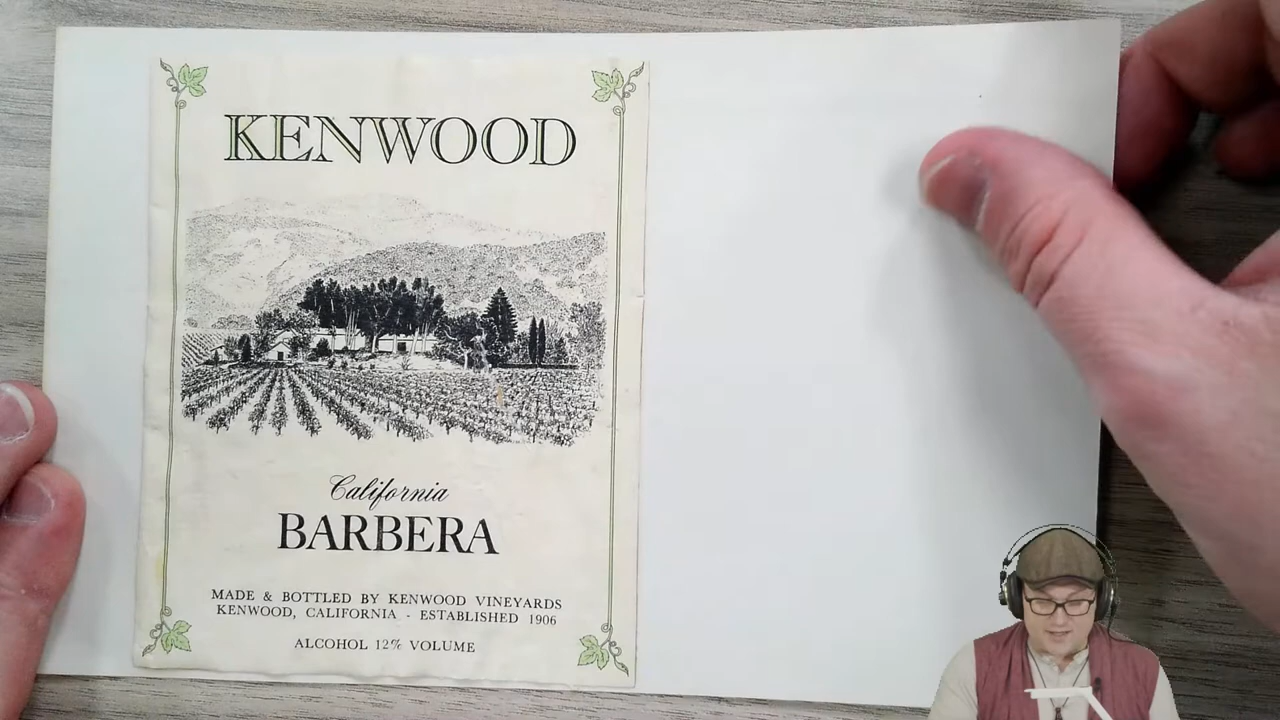 KENWOOD
California
BARBERA
MADE & BOTTLED BY KENWOOD VINEYARDS
KENWOOD, CALIFORNIA - ESTABLISHED 1906
ALCOHOL 12% VOLUME